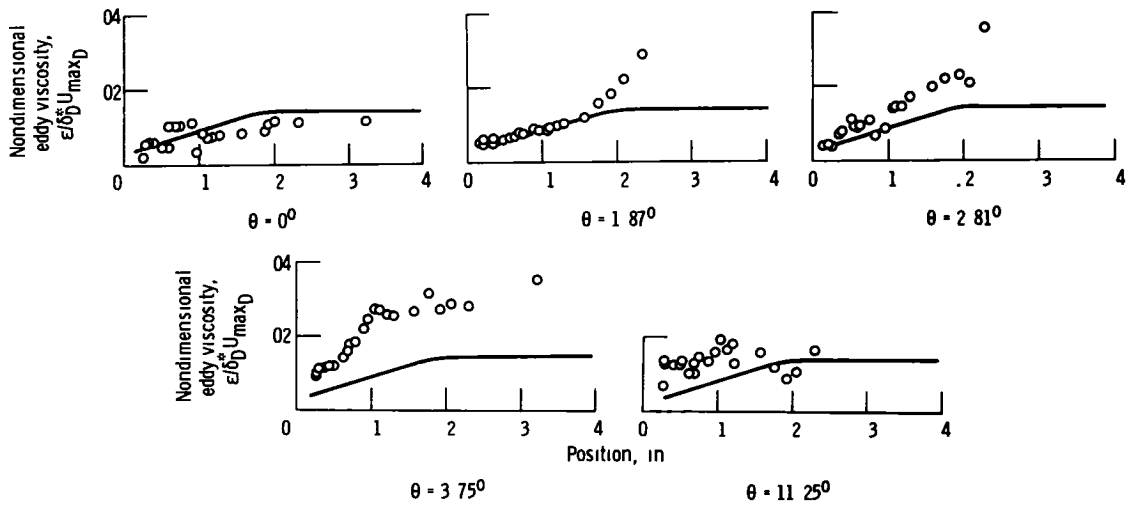 Nondimensional
eddy viscosity,
ε/δ*D UmaxD
04
02
0 1 2 3 4
θ = 0⁰
0 1 2 3 4
θ = 1 87⁰
0 1 .2 3 4
θ = 2 81⁰
Nondimensional
eddy viscosity,
ε/δ*D UmaxD
04
02
0 1 2 3 4
θ = 3 75⁰
0 1 2 3 4
θ = 11 25⁰
Position, in